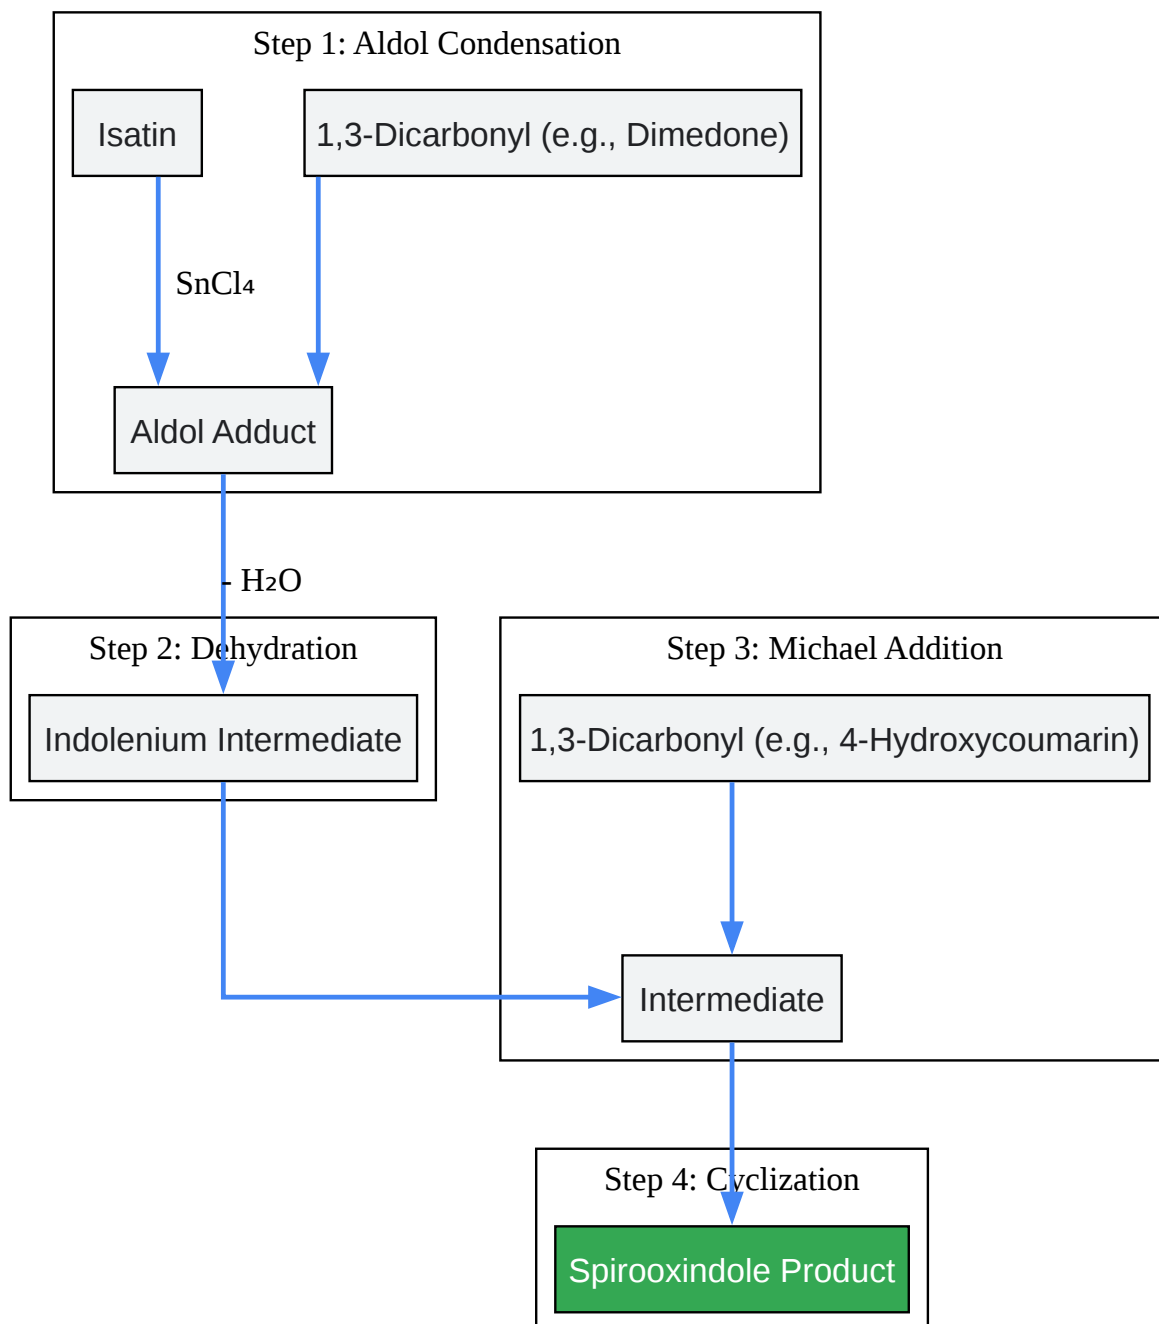 Step 1: Aldol Condensation
Isatin
1,3-Dicarbonyl (e.g., Dimedone)
SnCl₄
Aldol Adduct
- H₂O
Step 2: Dehydration
Indolenium Intermediate
Step 3: Michael Addition
1,3-Dicarbonyl (e.g., 4-Hydroxycoumarin)
Intermediate
Step 4: Cyclization
Spirooxindole Product